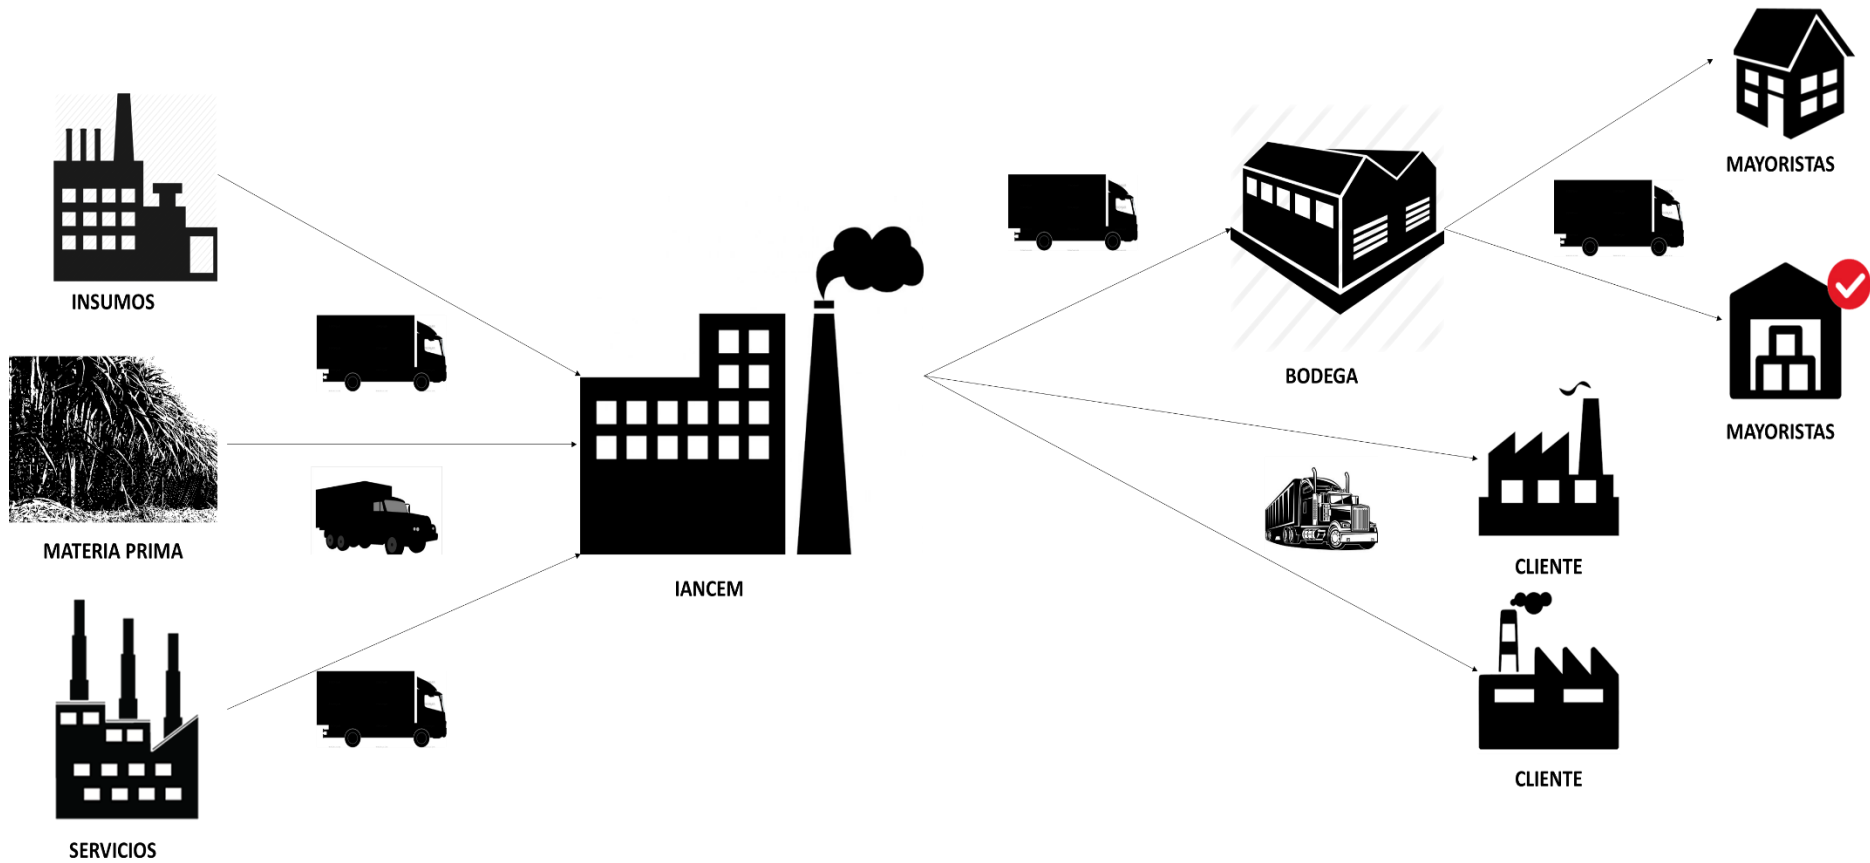 INSUMOS
MATERIA PRIMA
SERVICIOS
IANCEM
BODEGA
MAYORISTAS
MAYORISTAS
CLIENTE
CLIENTE